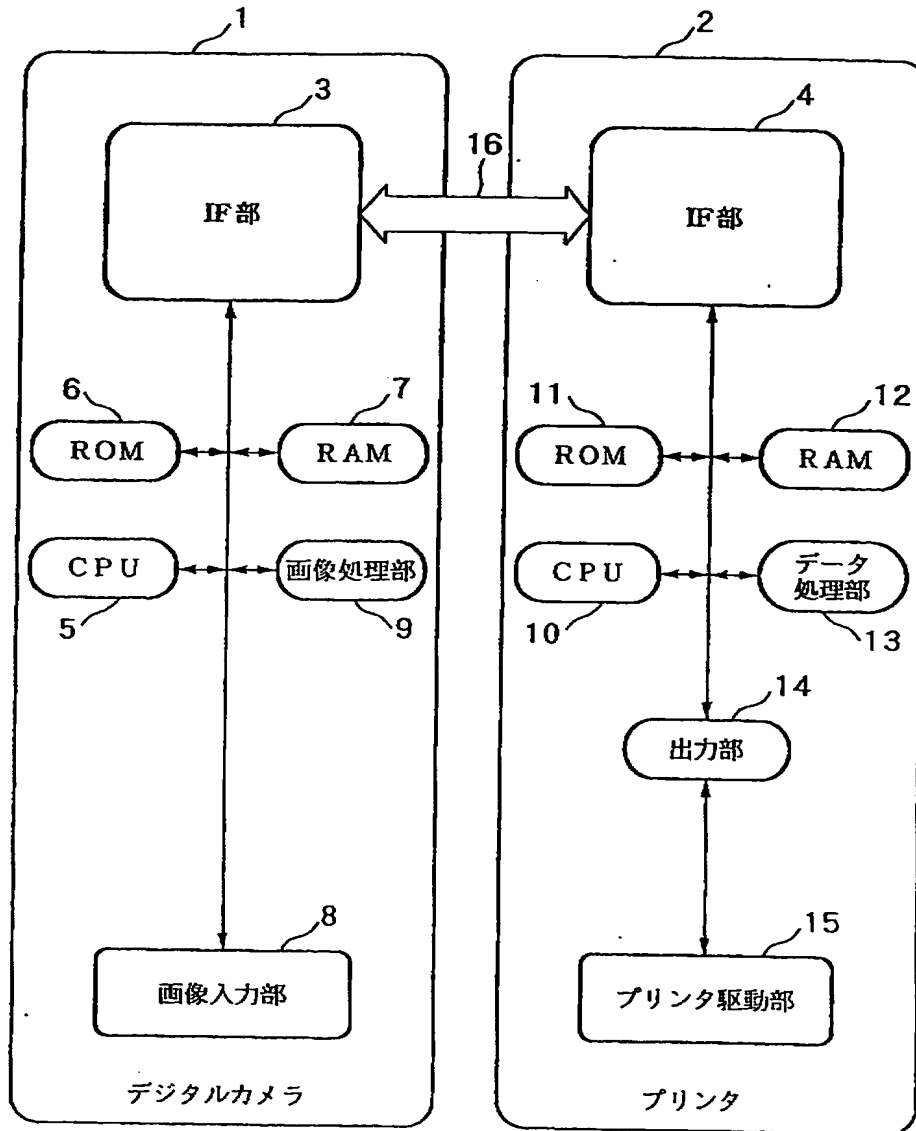 1
2
3
4
16
IF部
IF部
6
7
11
12
ROM
RAM
ROM
RAM
CPU
画像処理部
CPU
データ
処理部
5
9
10
13
14
出力部
8
15
画像入力部
プリンタ駆動部
デジタルカメラ
プリンタ